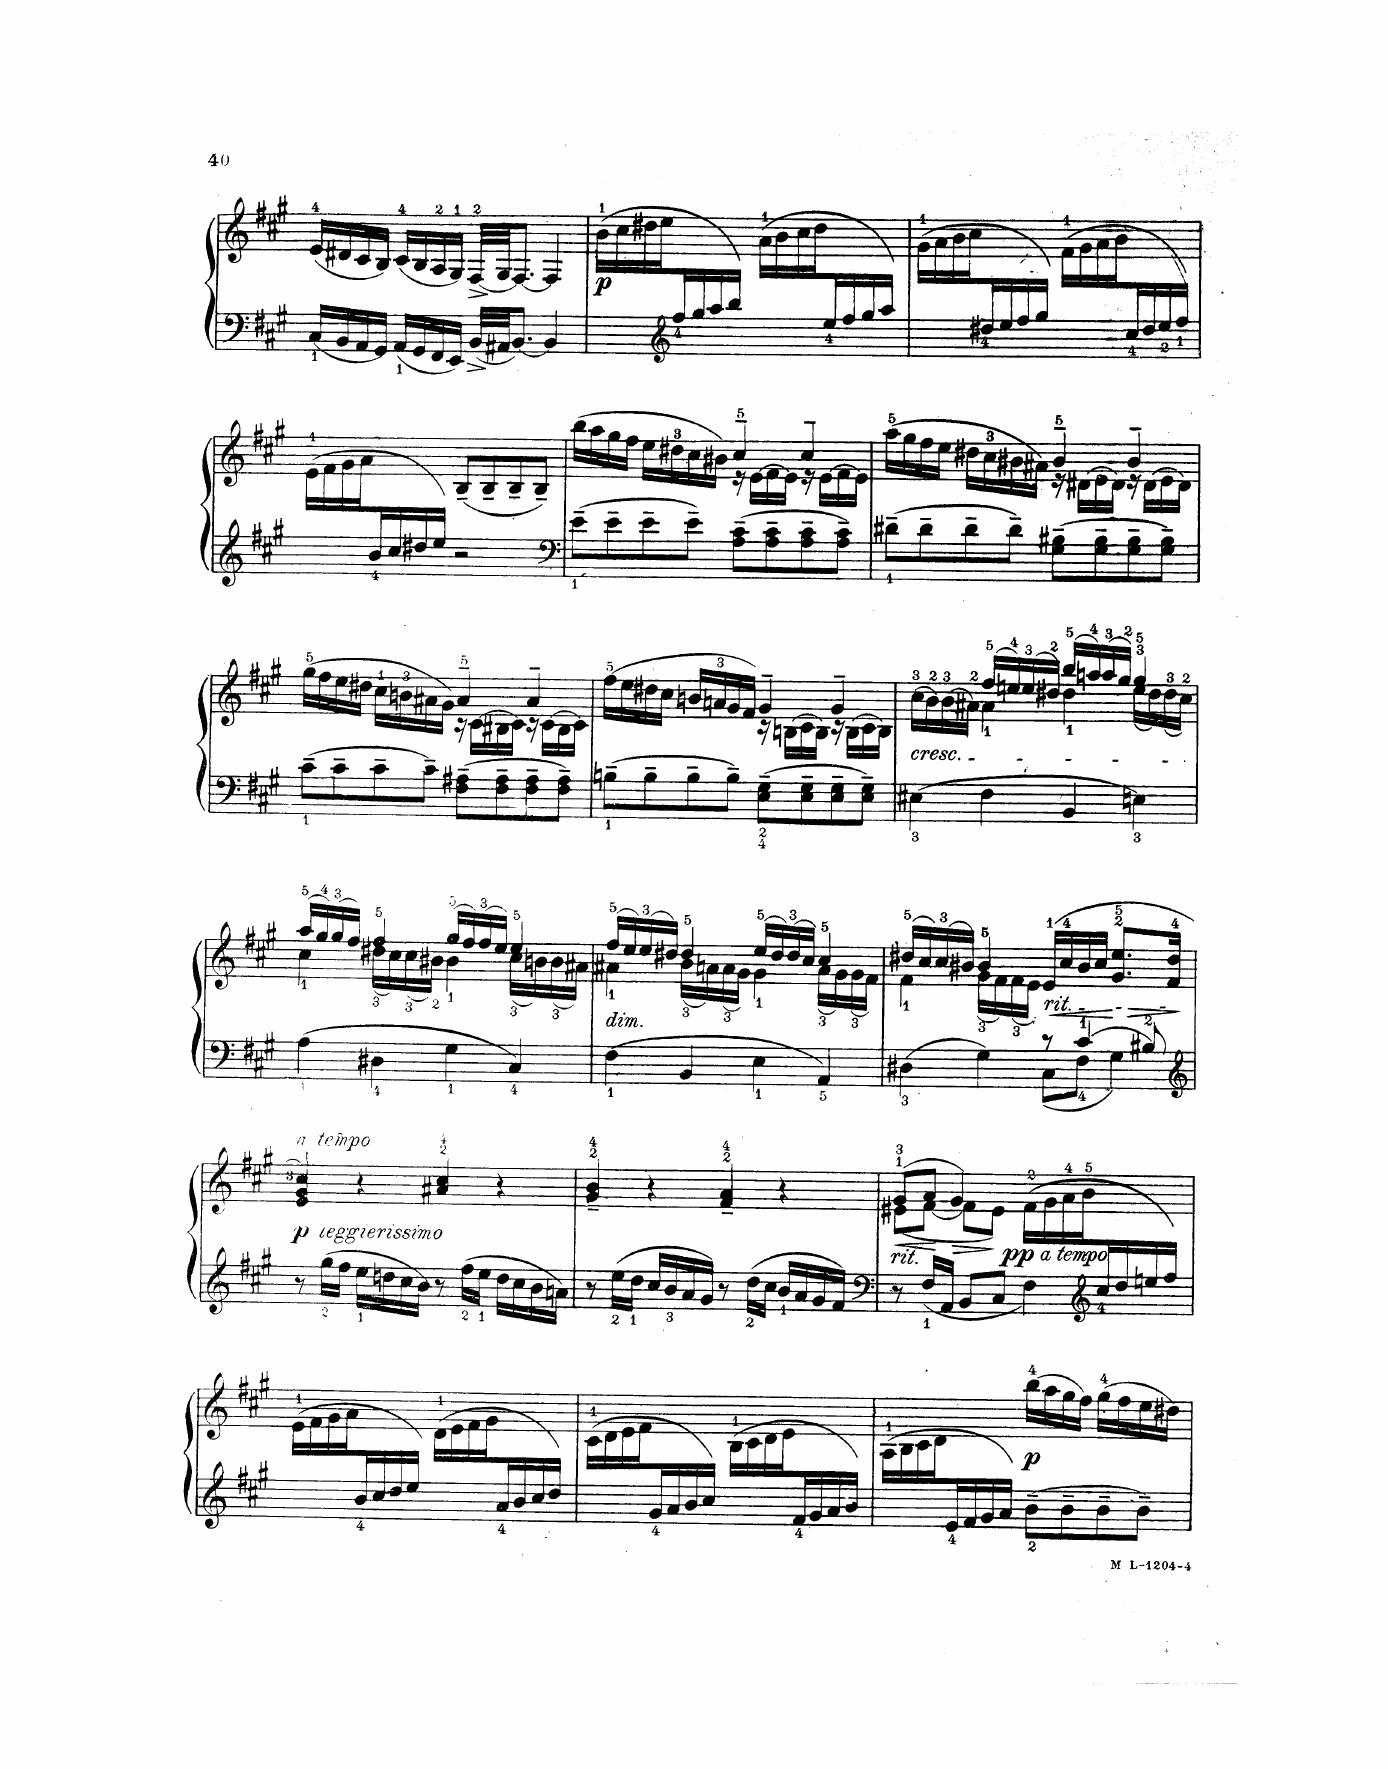 40
p
cresc.
dim.
rit.
a tempo
p leggierissimo
rit.
pp a tempo
p
M L-1204-4